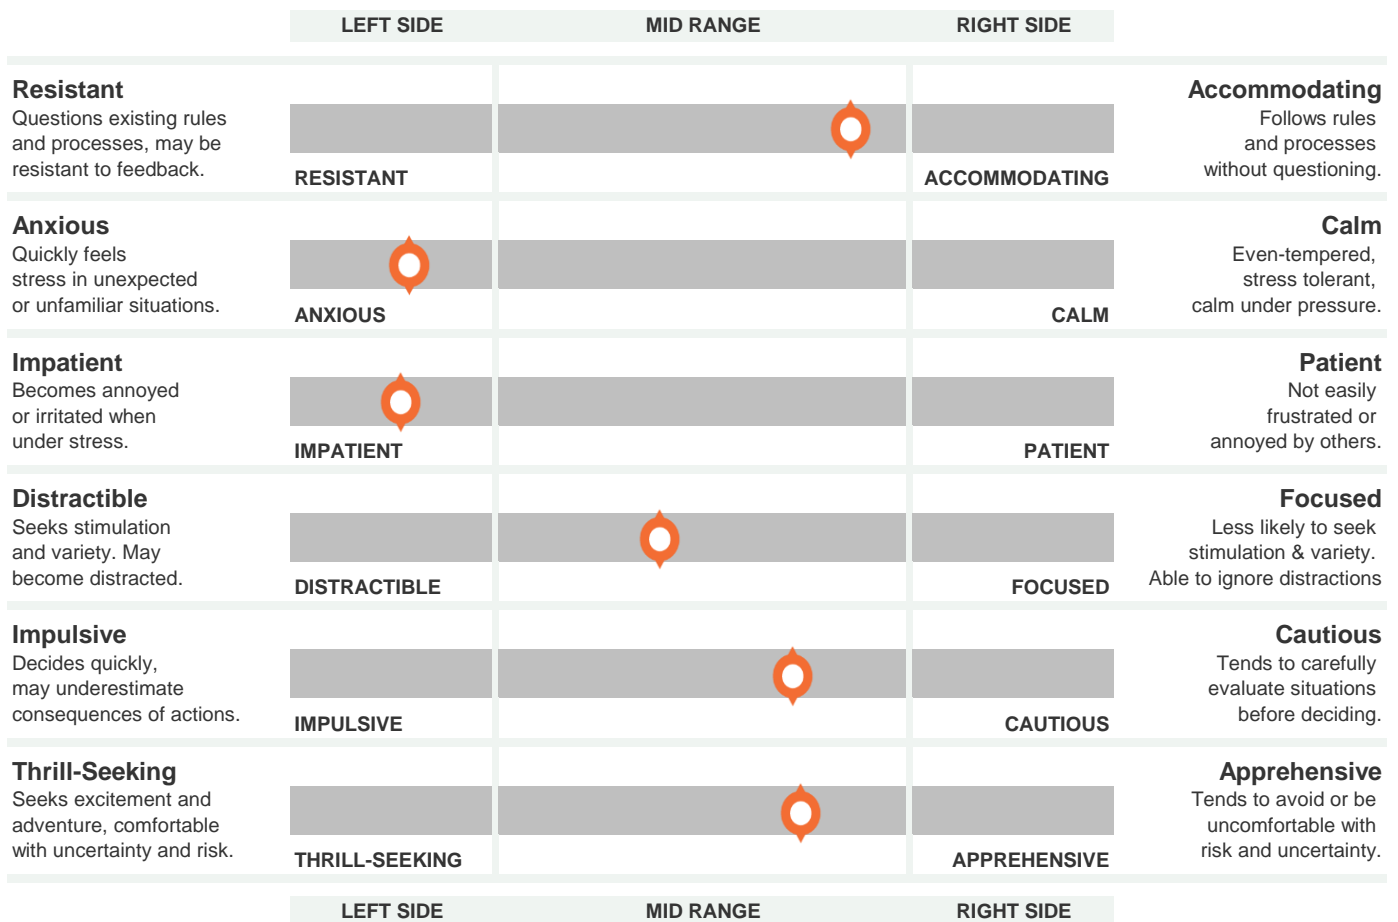 LEFT SIDE MID RANGE RIGHT SIDE
Resistant
Questions existing rules
and processes, may be
resistant to feedback.
RESISTANT
ACCOMMODATING
Accommodating
Follows rules
and processes
without questioning.
Anxious
Quickly feels
stress in unexpected
or unfamiliar situations.
ANXIOUS
CALM
Calm
Even-tempered,
stress tolerant,
calm under pressure.
Impatient
Becomes annoyed
or irritated when
under stress.
IMPATIENT
PATIENT
Patient
Not easily
frustrated or
annoyed by others.
Distractible
Seeks stimulation
and variety. May
become distracted.
DISTRACTIBLE
FOCUSED
Focused
Less likely to seek
stimulation & variety.
Able to ignore distractions
Impulsive
Decides quickly,
may underestimate
consequences of actions.
IMPULSIVE
CAUTIOUS
Cautious
Tends to carefully
evaluate situations
before deciding.
Thrill-Seeking
Seeks excitement and
adventure, comfortable
with uncertainty and risk.
THRILL-SEEKING
APPREHENSIVE
Apprehensive
Tends to avoid or be
uncomfortable with
risk and uncertainty.
LEFT SIDE MID RANGE RIGHT SIDE